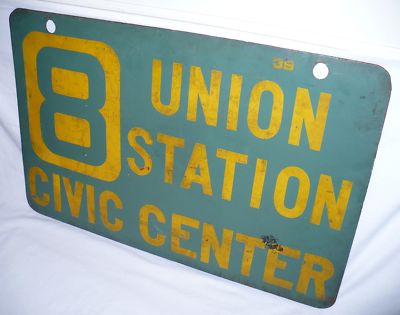 39
8 UNION
STATION
CIVIC CENTER